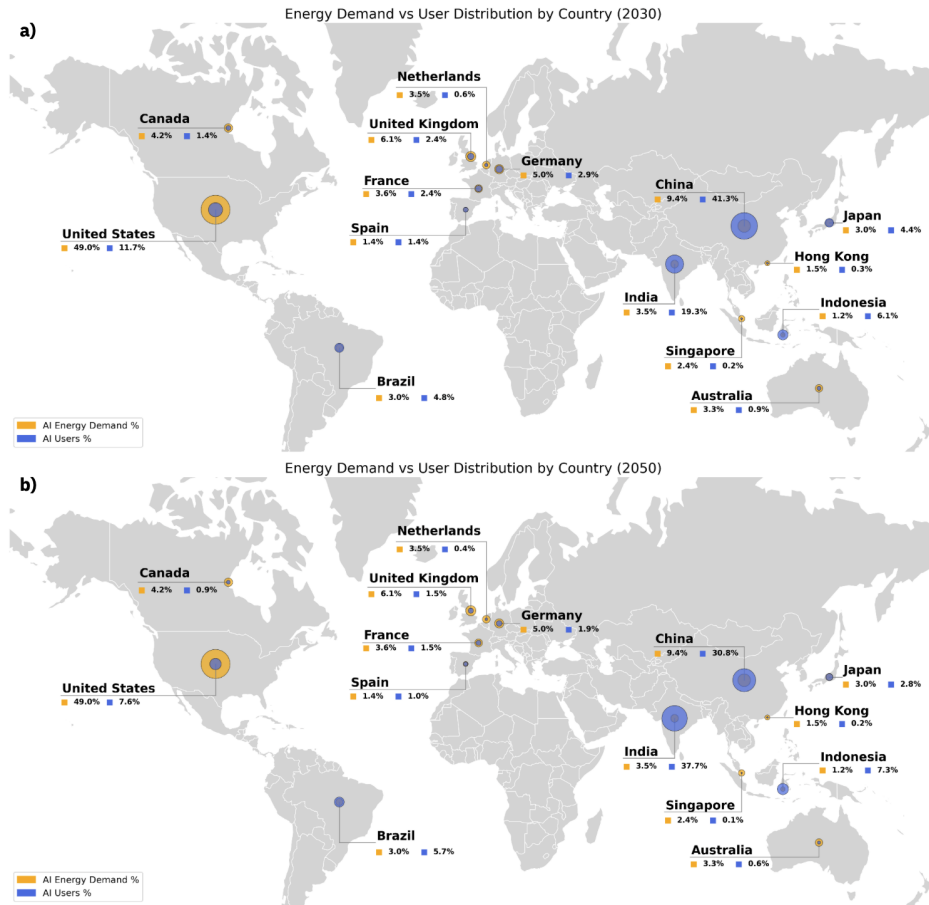 Energy Demand vs User Distribution by Country (2030)
a)
Netherlands
3.5% 0.6%
Canada
4.2% 1.4%
United Kingdom
6.1% 2.4%
Germany
5.0% 2.9%
France
3.6% 2.4%
China
9.4% 41.3%
Japan
3.0% 4.4%
United States
49.0% 11.7%
Spain
1.4% 1.4%
Hong Kong
1.5% 0.3%
India
3.5% 19.3%
Indonesia
1.2% 6.1%
Singapore
2.4% 0.2%
Brazil
3.0% 4.8%
Australia
3.3% 0.9%
AI Energy Demand %
AI Users %
Energy Demand vs User Distribution by Country (2050)
b)
Netherlands
3.5% 0.4%
Canada
4.2% 0.9%
United Kingdom
6.1% 1.5%
Germany
5.0% 1.9%
France
3.6% 1.5%
China
9.4% 30.8%
Japan
3.0% 2.8%
United States
49.0% 7.6%
Spain
1.4% 1.0%
Hong Kong
1.5% 0.2%
India
3.5% 37.7%
Indonesia
1.2% 7.3%
Singapore
2.4% 0.1%
Brazil
3.0% 5.7%
Australia
3.3% 0.6%
AI Energy Demand %
AI Users %